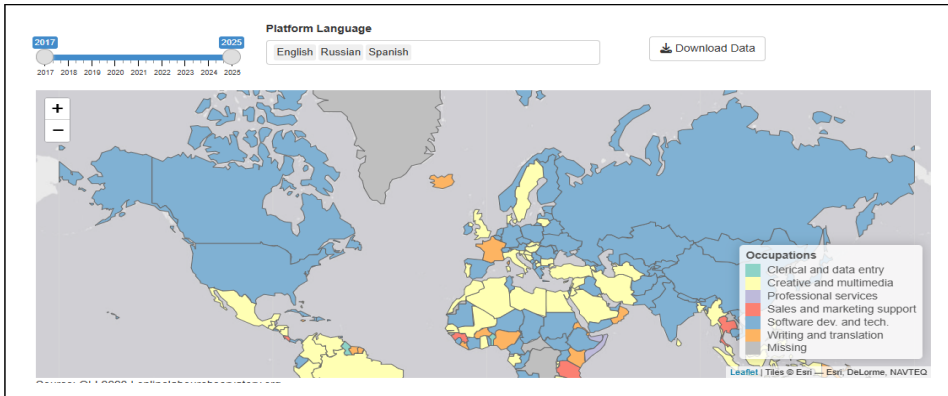 Platform Language
2017 2025
English Russian Spanish
Download Data
2017 2018 2019 2020 2021 2022 2023 2024 2025
+
−
Occupations
Clerical and data entry
Creative and multimedia
Professional services
Sales and marketing support
Software dev. and tech.
Writing and translation
Missing
Leaflet | Tiles © Esri — Esri, DeLorme, NAVTEQ